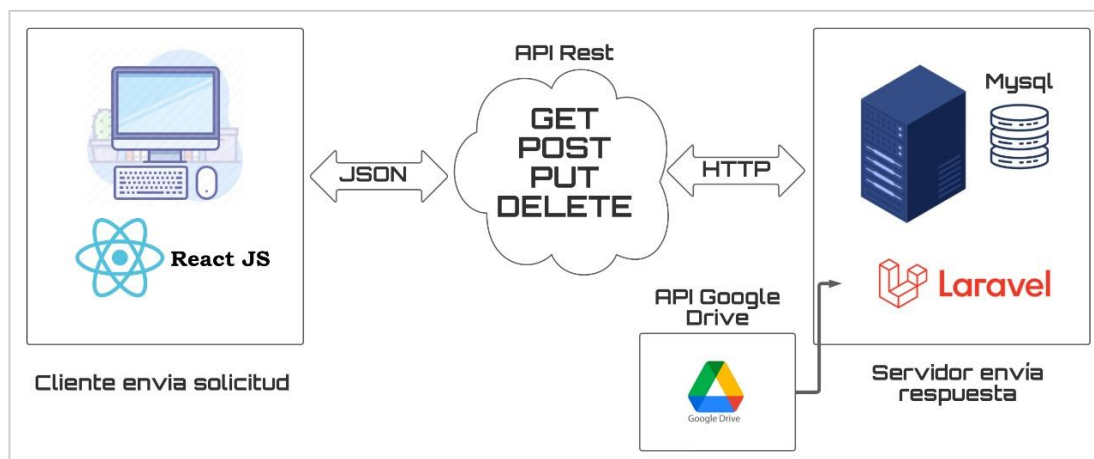 API Rest
GET
POST
PUT
DELETE
JSON
HTTP
Mysql
React JS
Laravel
API Google
Drive
Google Drive
Cliente envia solicitud
Servidor envía
respuesta